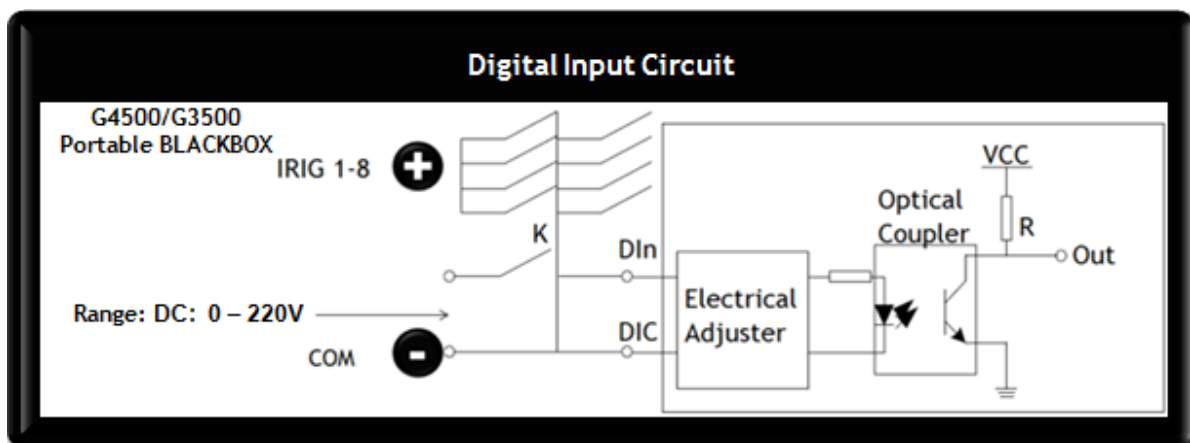 Digital Input Circuit
G4500/G3500
Portable BLACKBOX
IRIG 1-8
+
VCC
Optical
Coupler
R
K
DIn
Out
Electrical
Adjuster
Range: DC: 0 – 220V
DIC
COM
-